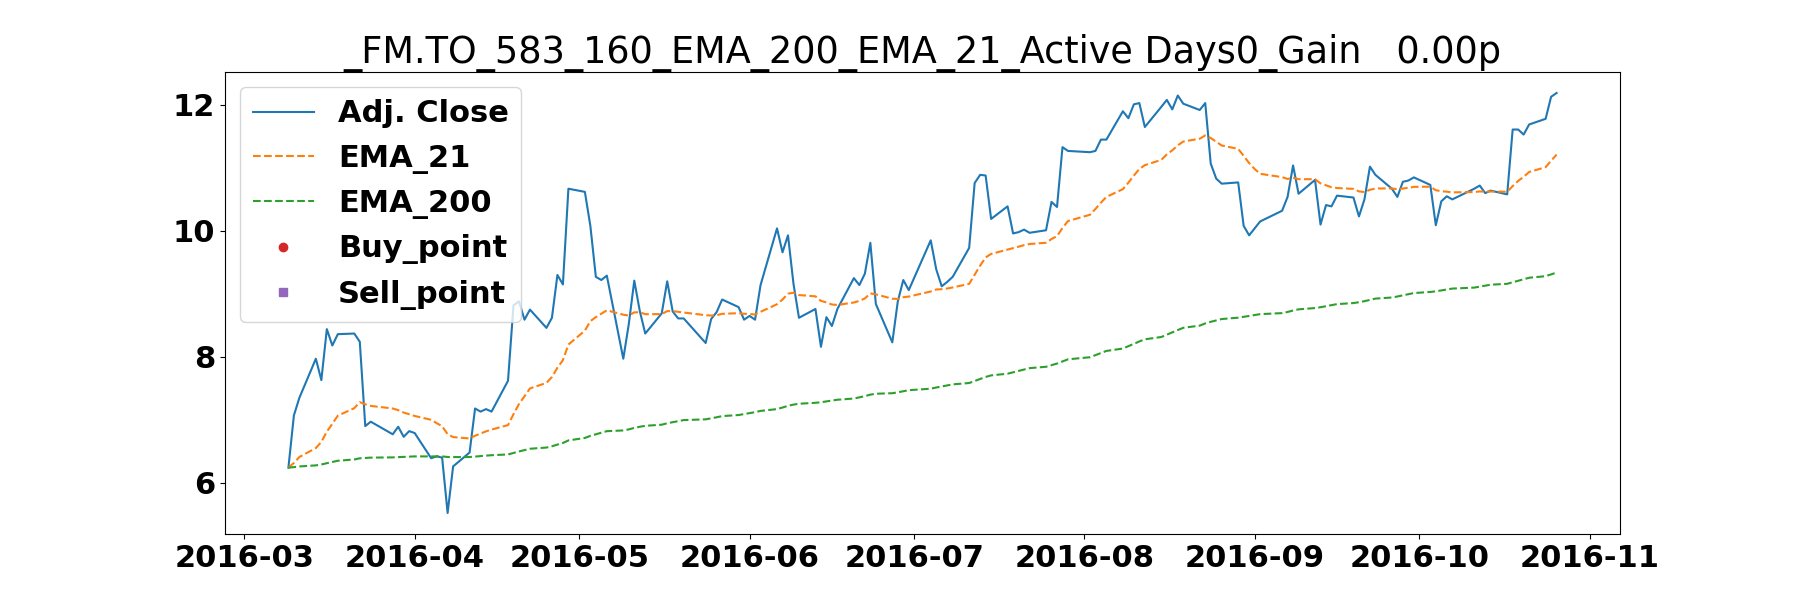 _FM.TO_583_160_EMA_200_EMA_21_Active Days0_Gain   0.00p
12
10
8
6
Adj. Close
EMA_21
EMA_200
Buy_point
Sell_point
2016-03 2016-04 2016-05 2016-06 2016-07 2016-08 2016-09 2016-10 2016-11